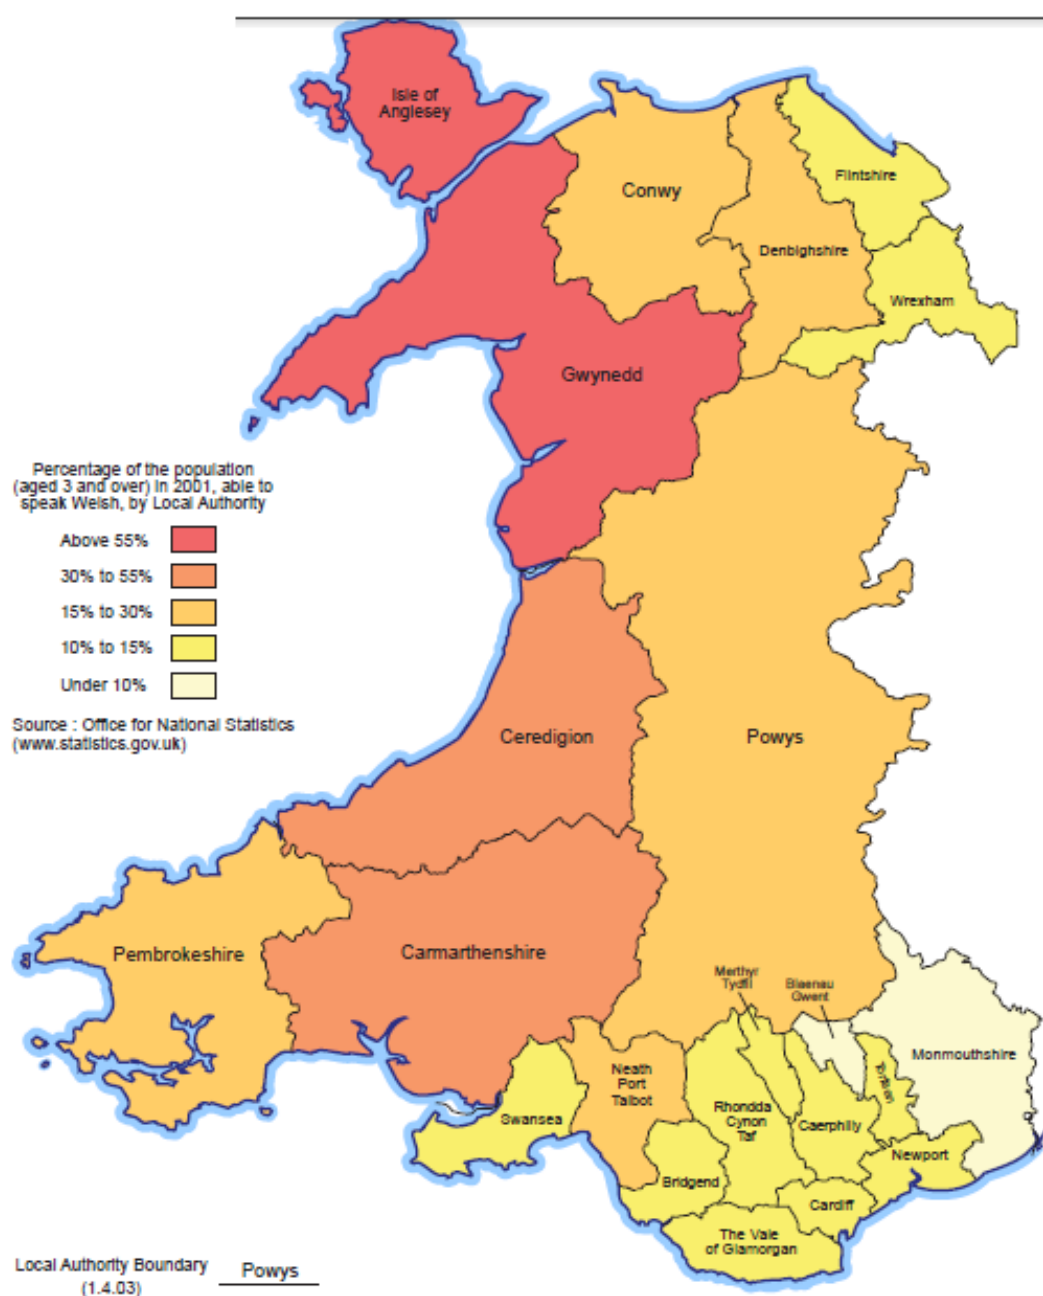 Isle of
Anglesey
Conwy
Flintshire
Denbighshire
Wrexham
Gwynedd
Percentage of the population
(aged 3 and over) in 2001, able to
speak Welsh, by Local Authority
Above 55%
30% to 55%
15% to 30%
10% to 15%
Under 10%
Source : Office for National Statistics
(www.statistics.gov.uk)
Ceredigion
Powys
Pembrokeshire
Carmarthenshire
Merthyr
Tydfil
Blaenau
Gwent
Monmouthshire
Torfaen
Neath
Port
Talbot
Swansea
Rhondda
Cynon
Taf
Caerphilly
Newport
Bridgend
Cardiff
The Vale
of Glamorgan
Local Authority Boundary
(1.4.03)
Powys